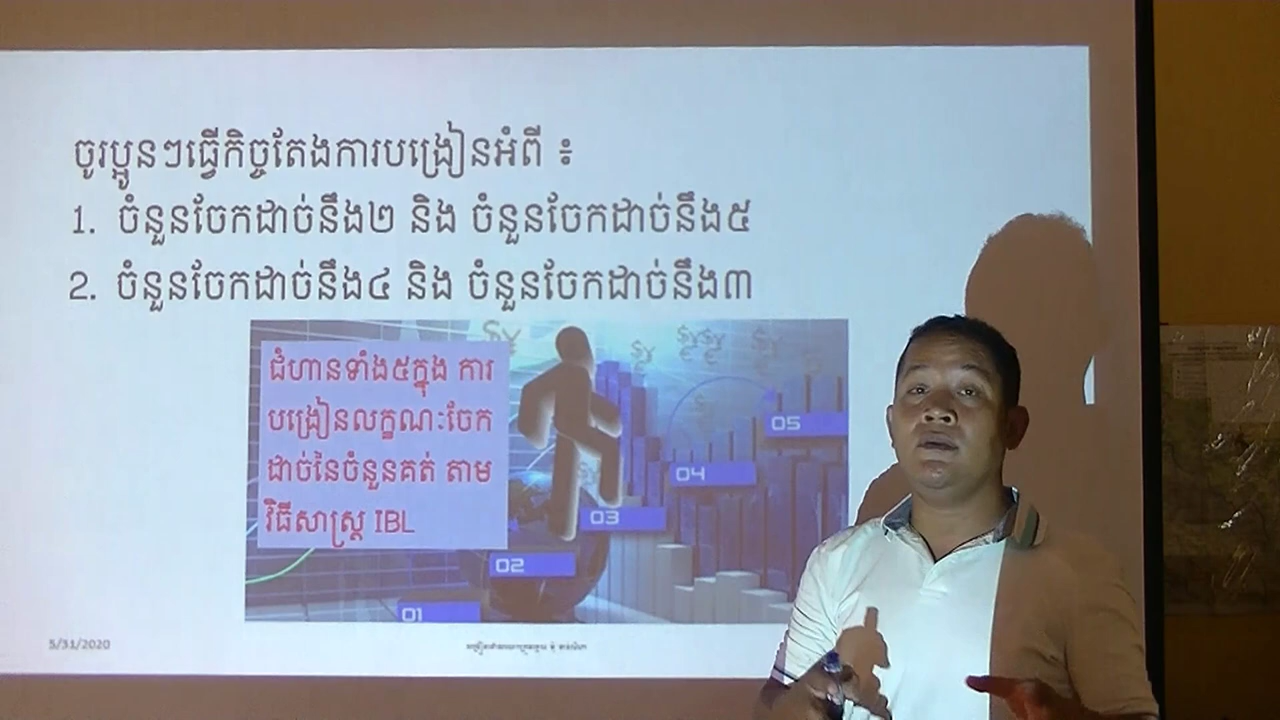 ចូរប្អូនៗធ្វើកិច្ចតែងការបង្រៀនអំពី ៖
1. ចំនួនចែកដាច់នឹង២ និង ចំនួនចែកដាច់នឹង៥
2. ចំនួនចែកដាច់នឹង៤ និង ចំនួនចែកដាច់នឹង៣
ជំហានទាំង៥ក្នុង ការ
បង្រៀនលក្ខណៈចែក
ដាច់នៃចំនួនគត់ តាម
វិធីសាស្ត្រ IBL
05
04
03
02
01
5/31/2020